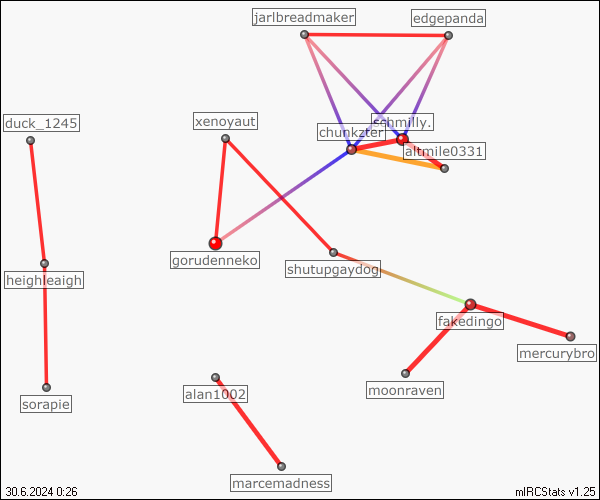 jarlbreadmaker
edgepanda
duck_1245
xenoyaut
schmilly.
chunkzter
altmile0331
gorudenneko
shutupgaydog
heighleaigh
fakedingo
mercurybro
moonraven
alan1002
sorapie
marcemadness
30.6.2024 0:26
mIRCStats v1.25